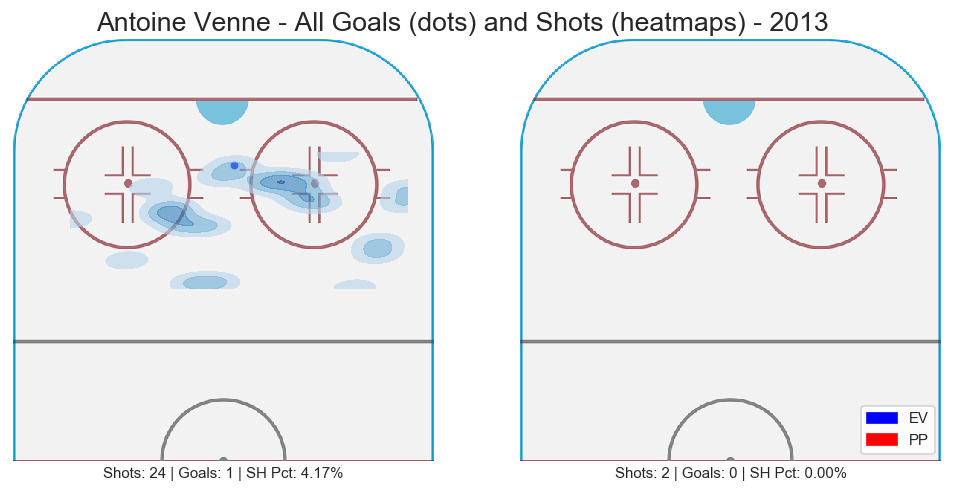 Antoine Venne - All Goals (dots) and Shots (heatmaps) - 2013
EV
PP
Shots: 24 | Goals: 1 | SH Pct: 4.17%
Shots: 2 | Goals: 0 | SH Pct: 0.00%